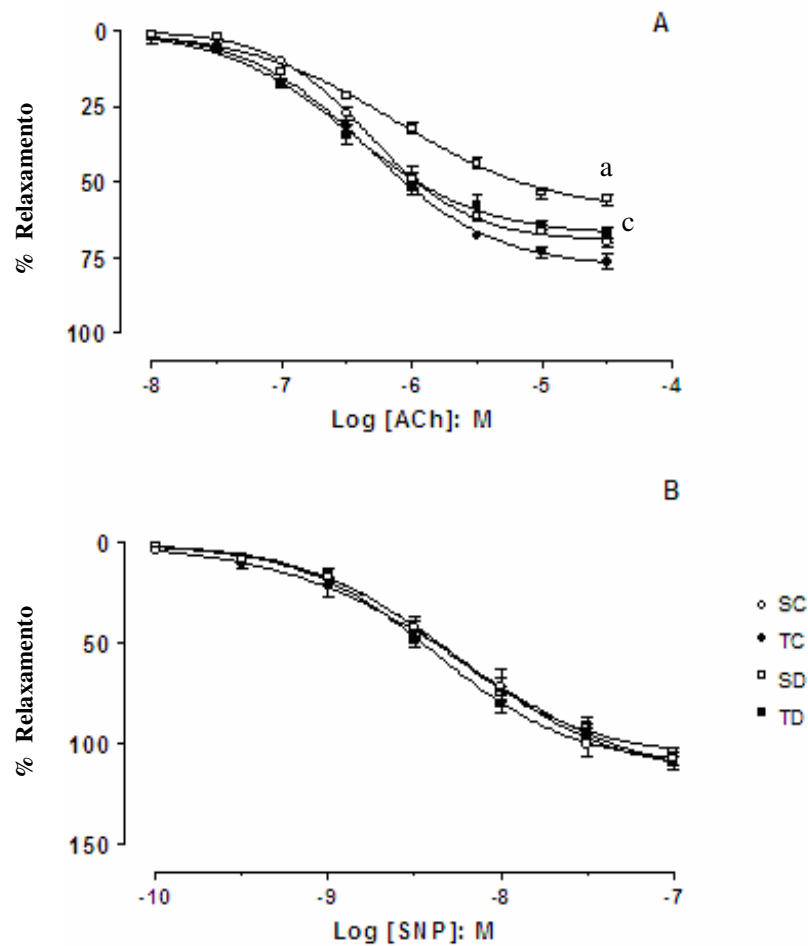 A
% Relaxamento
0
25
50
75
100
a
c
-8
-7
-6
-5
-4
Log [ACh]: M
B
% Relaxamento
0
50
100
150
SC
TC
SD
TD
-10
-9
-8
-7
Log [SNP]: M